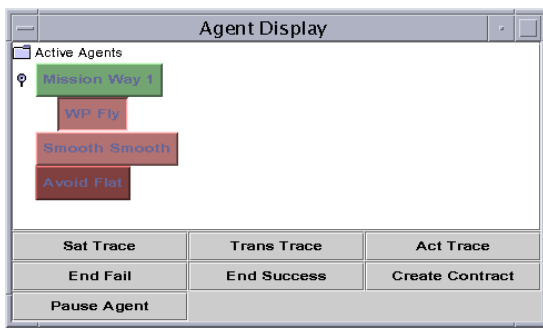 Agent Display
Active Agents
Mission Way 1
WP Fly
Smooth Smooth
Avoid Flat
Sat Trace Trans Trace Act Trace
End Fail End Success Create Contract
Pause Agent